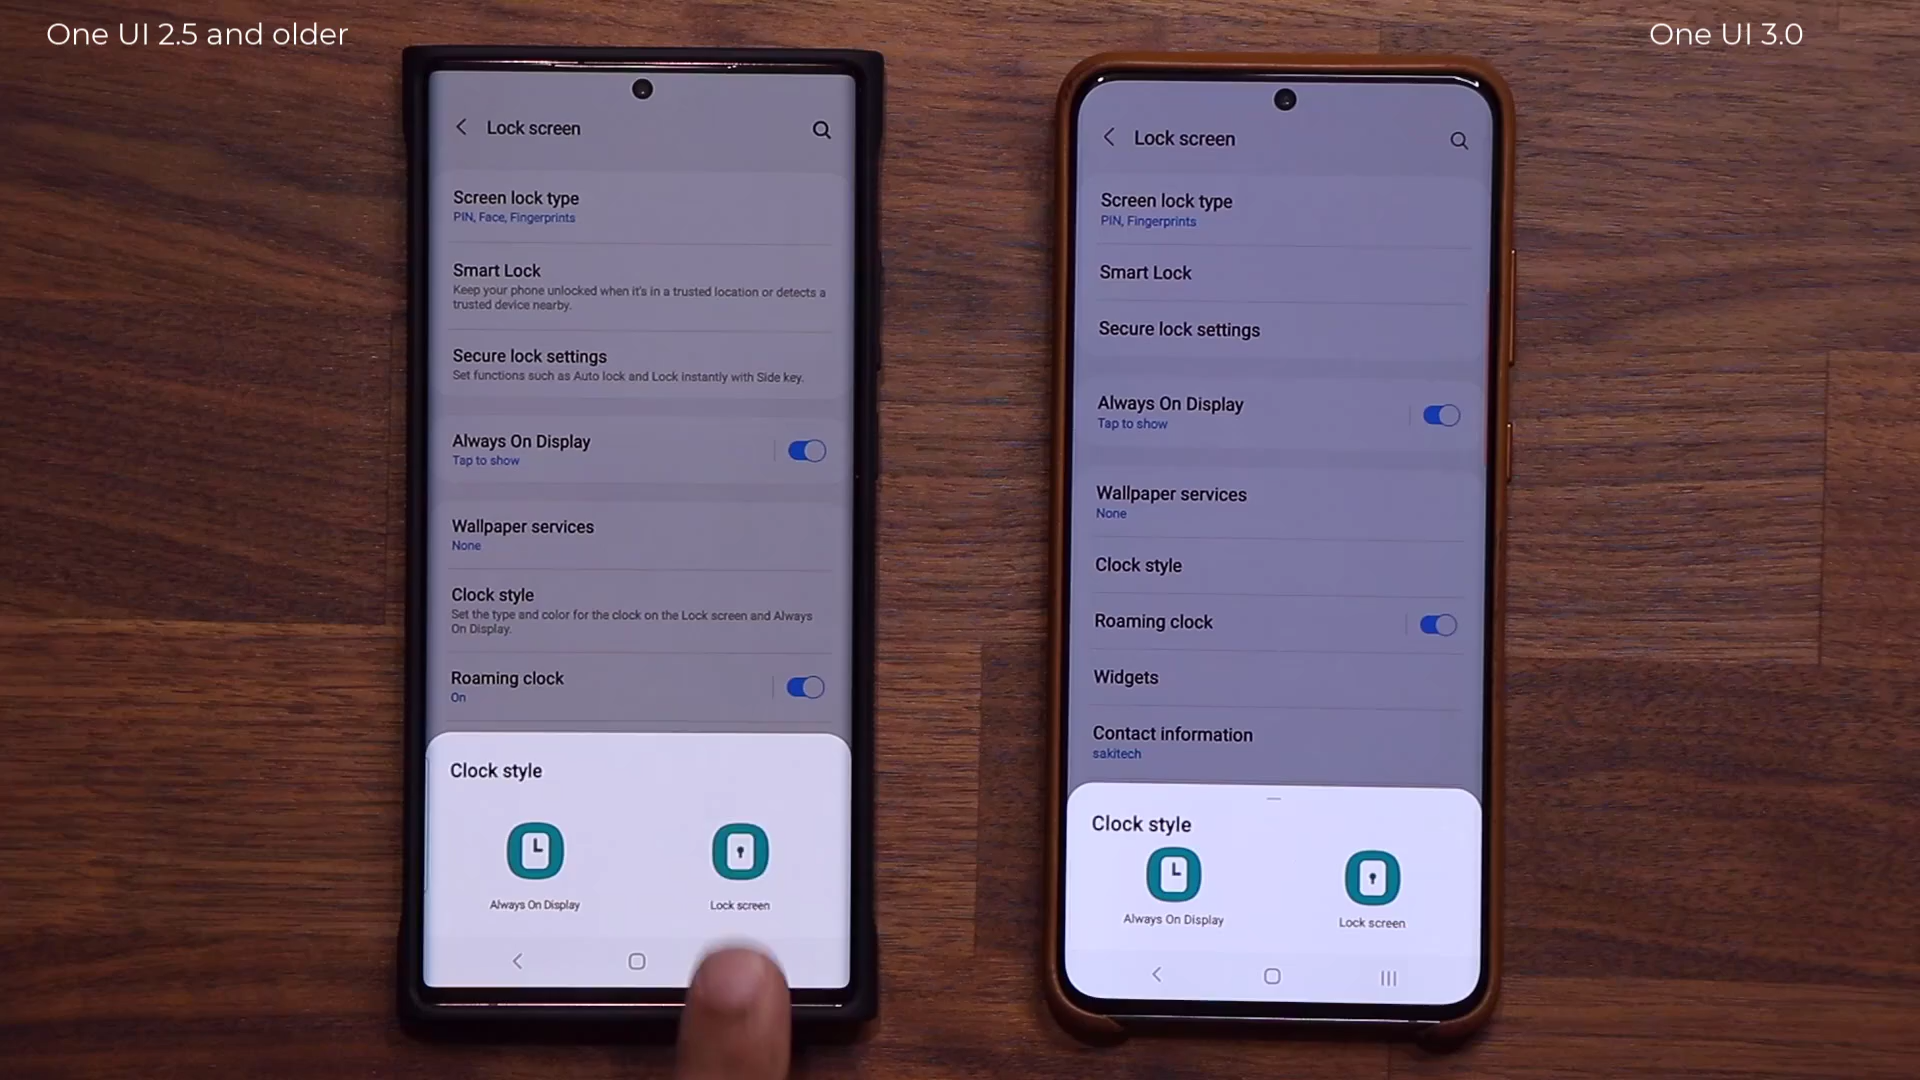 One UI 2.5 and older
One UI 3.0
Lock screen
Screen lock type
PIN, Face, Fingerprints
Smart Lock
Keep your phone unlocked when it's in a trusted location or detects a
trusted device nearby.
Secure lock settings
Set functions such as Auto lock and Lock instantly with Side key.
Always On Display
Tap to show
Wallpaper services
None
Clock style
Set the type and color for the clock on the Lock screen and Always
On Display.
Roaming clock
On
Clock style
Always On Display
Lock screen
Lock screen
Screen lock type
PIN, Fingerprints
Smart Lock
Secure lock settings
Always On Display
Tap to show
Wallpaper services
None
Clock style
Roaming clock
Widgets
Contact information
sakitech
Clock style
Always On Display
Lock screen